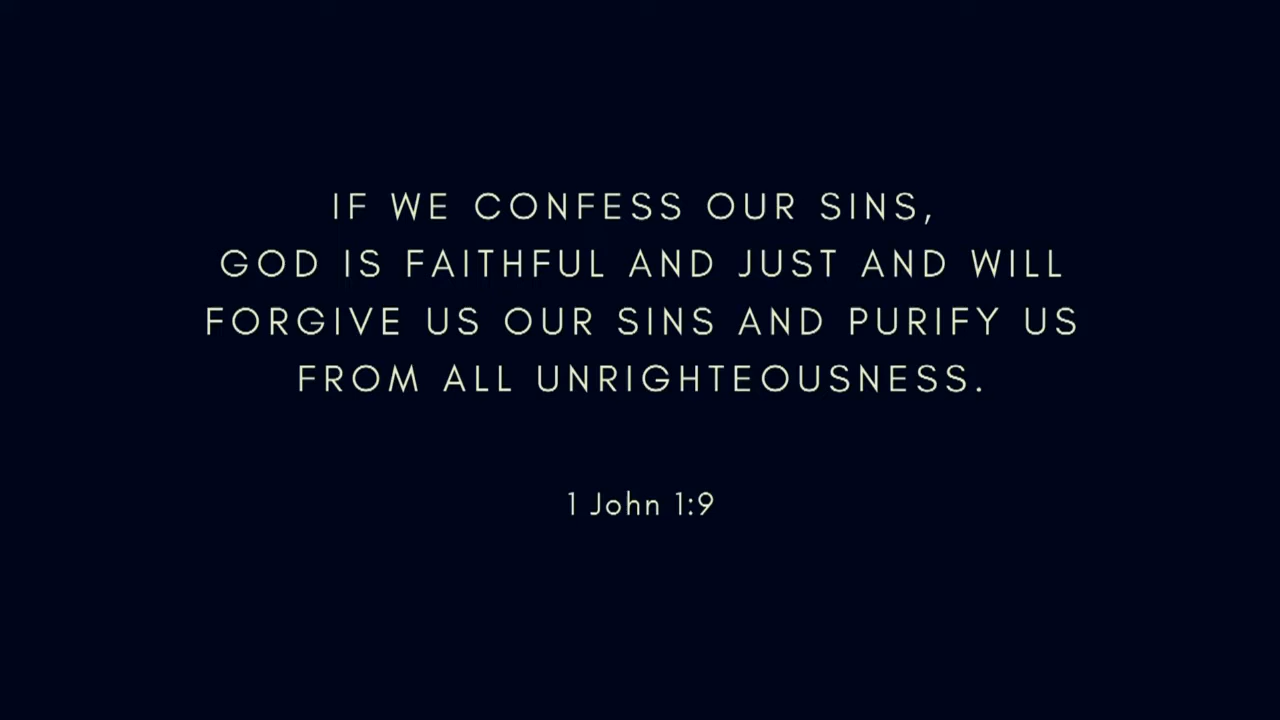 IF WE CONFESS OUR SINS,
GOD IS FAITHFUL AND JUST AND WILL
FORGIVE US OUR SINS AND PURIFY US
FROM ALL UNRIGHTEOUSNESS.
1 John 1:9